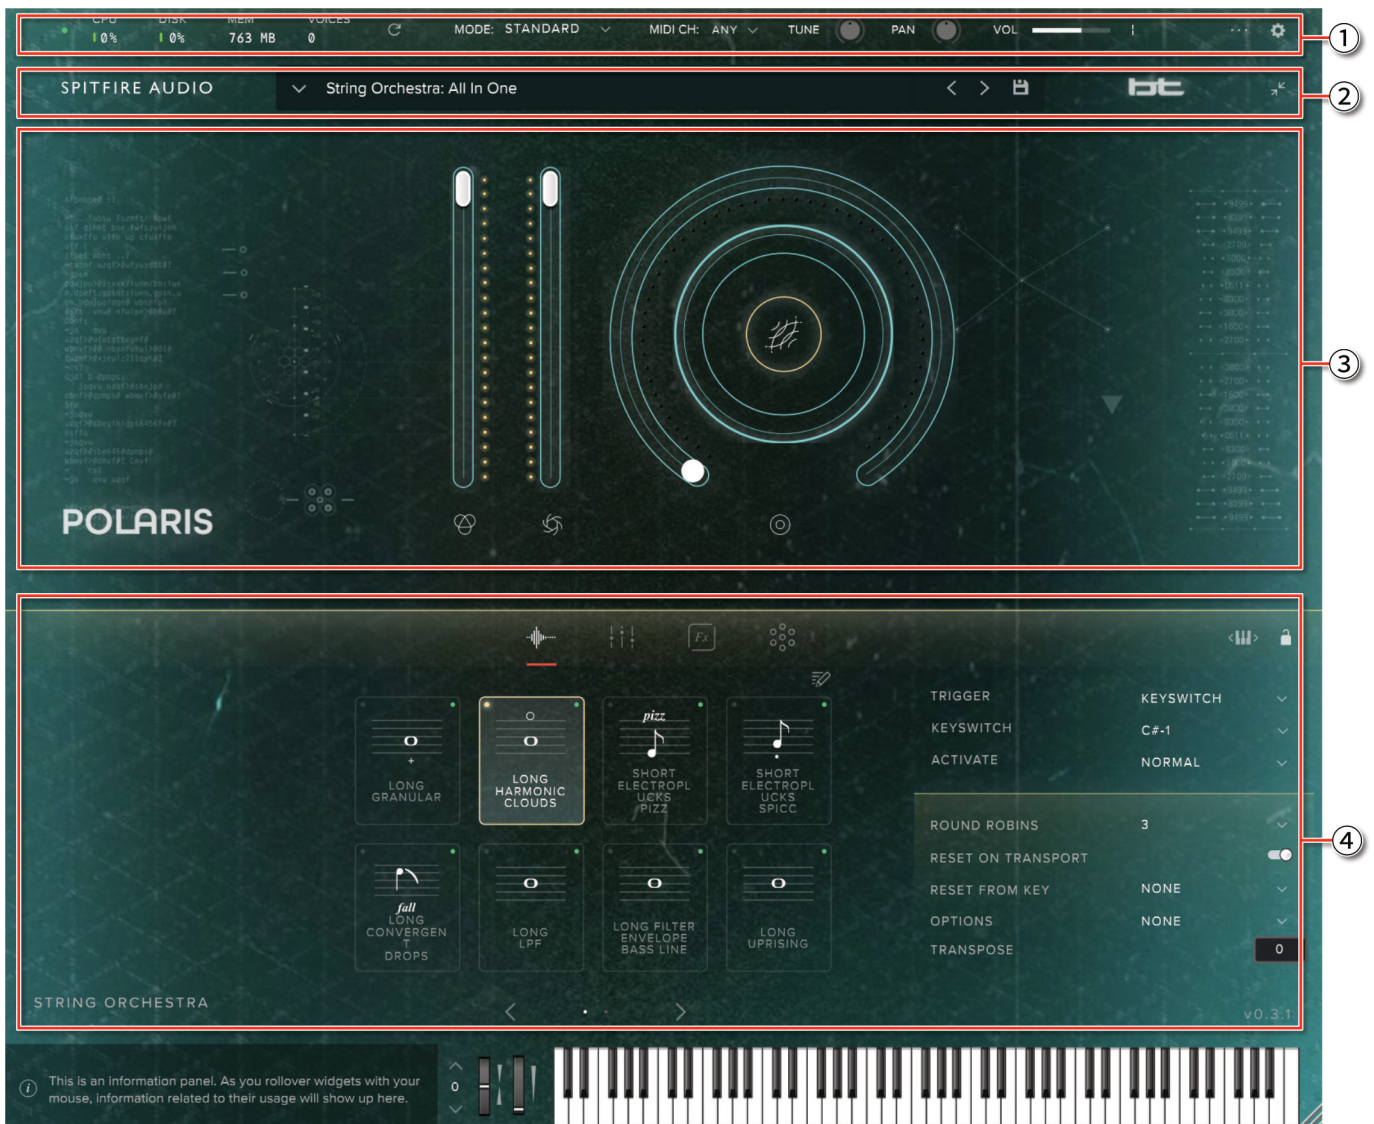 CPU DISK MEM VOICES
0% 0% 763 MB 0
MODE: STANDARD MIDI CH: ANY TUNE PAN VOL
1
SPITFIRE AUDIO String Orchestra: All In One bt
2
3
POLARIS
Fx
pizz
LONG
GRANULAR
LONG
HARMONIC
CLOUDS
SHORT
ELECTROPL
UCKS
PIZZ
SHORT
ELECTROPL
UCKS
SPICC
fall
LONG
CONVERGEN
T
DROPS
LONG
LPF
LONG FILTER
ENVELOPE
BASS LINE
LONG
UPRISING
TRIGGER KEYSWITCH
KEYSWITCH C#-1
ACTIVATE NORMAL
ROUND ROBINS 3
RESET ON TRANSPORT
RESET FROM KEY NONE
OPTIONS NONE
TRANSPOSE 0
4
STRING ORCHESTRA
v0.3.1
This is an information panel. As you rollover widgets with your
mouse, information related to their usage will show up here.
0